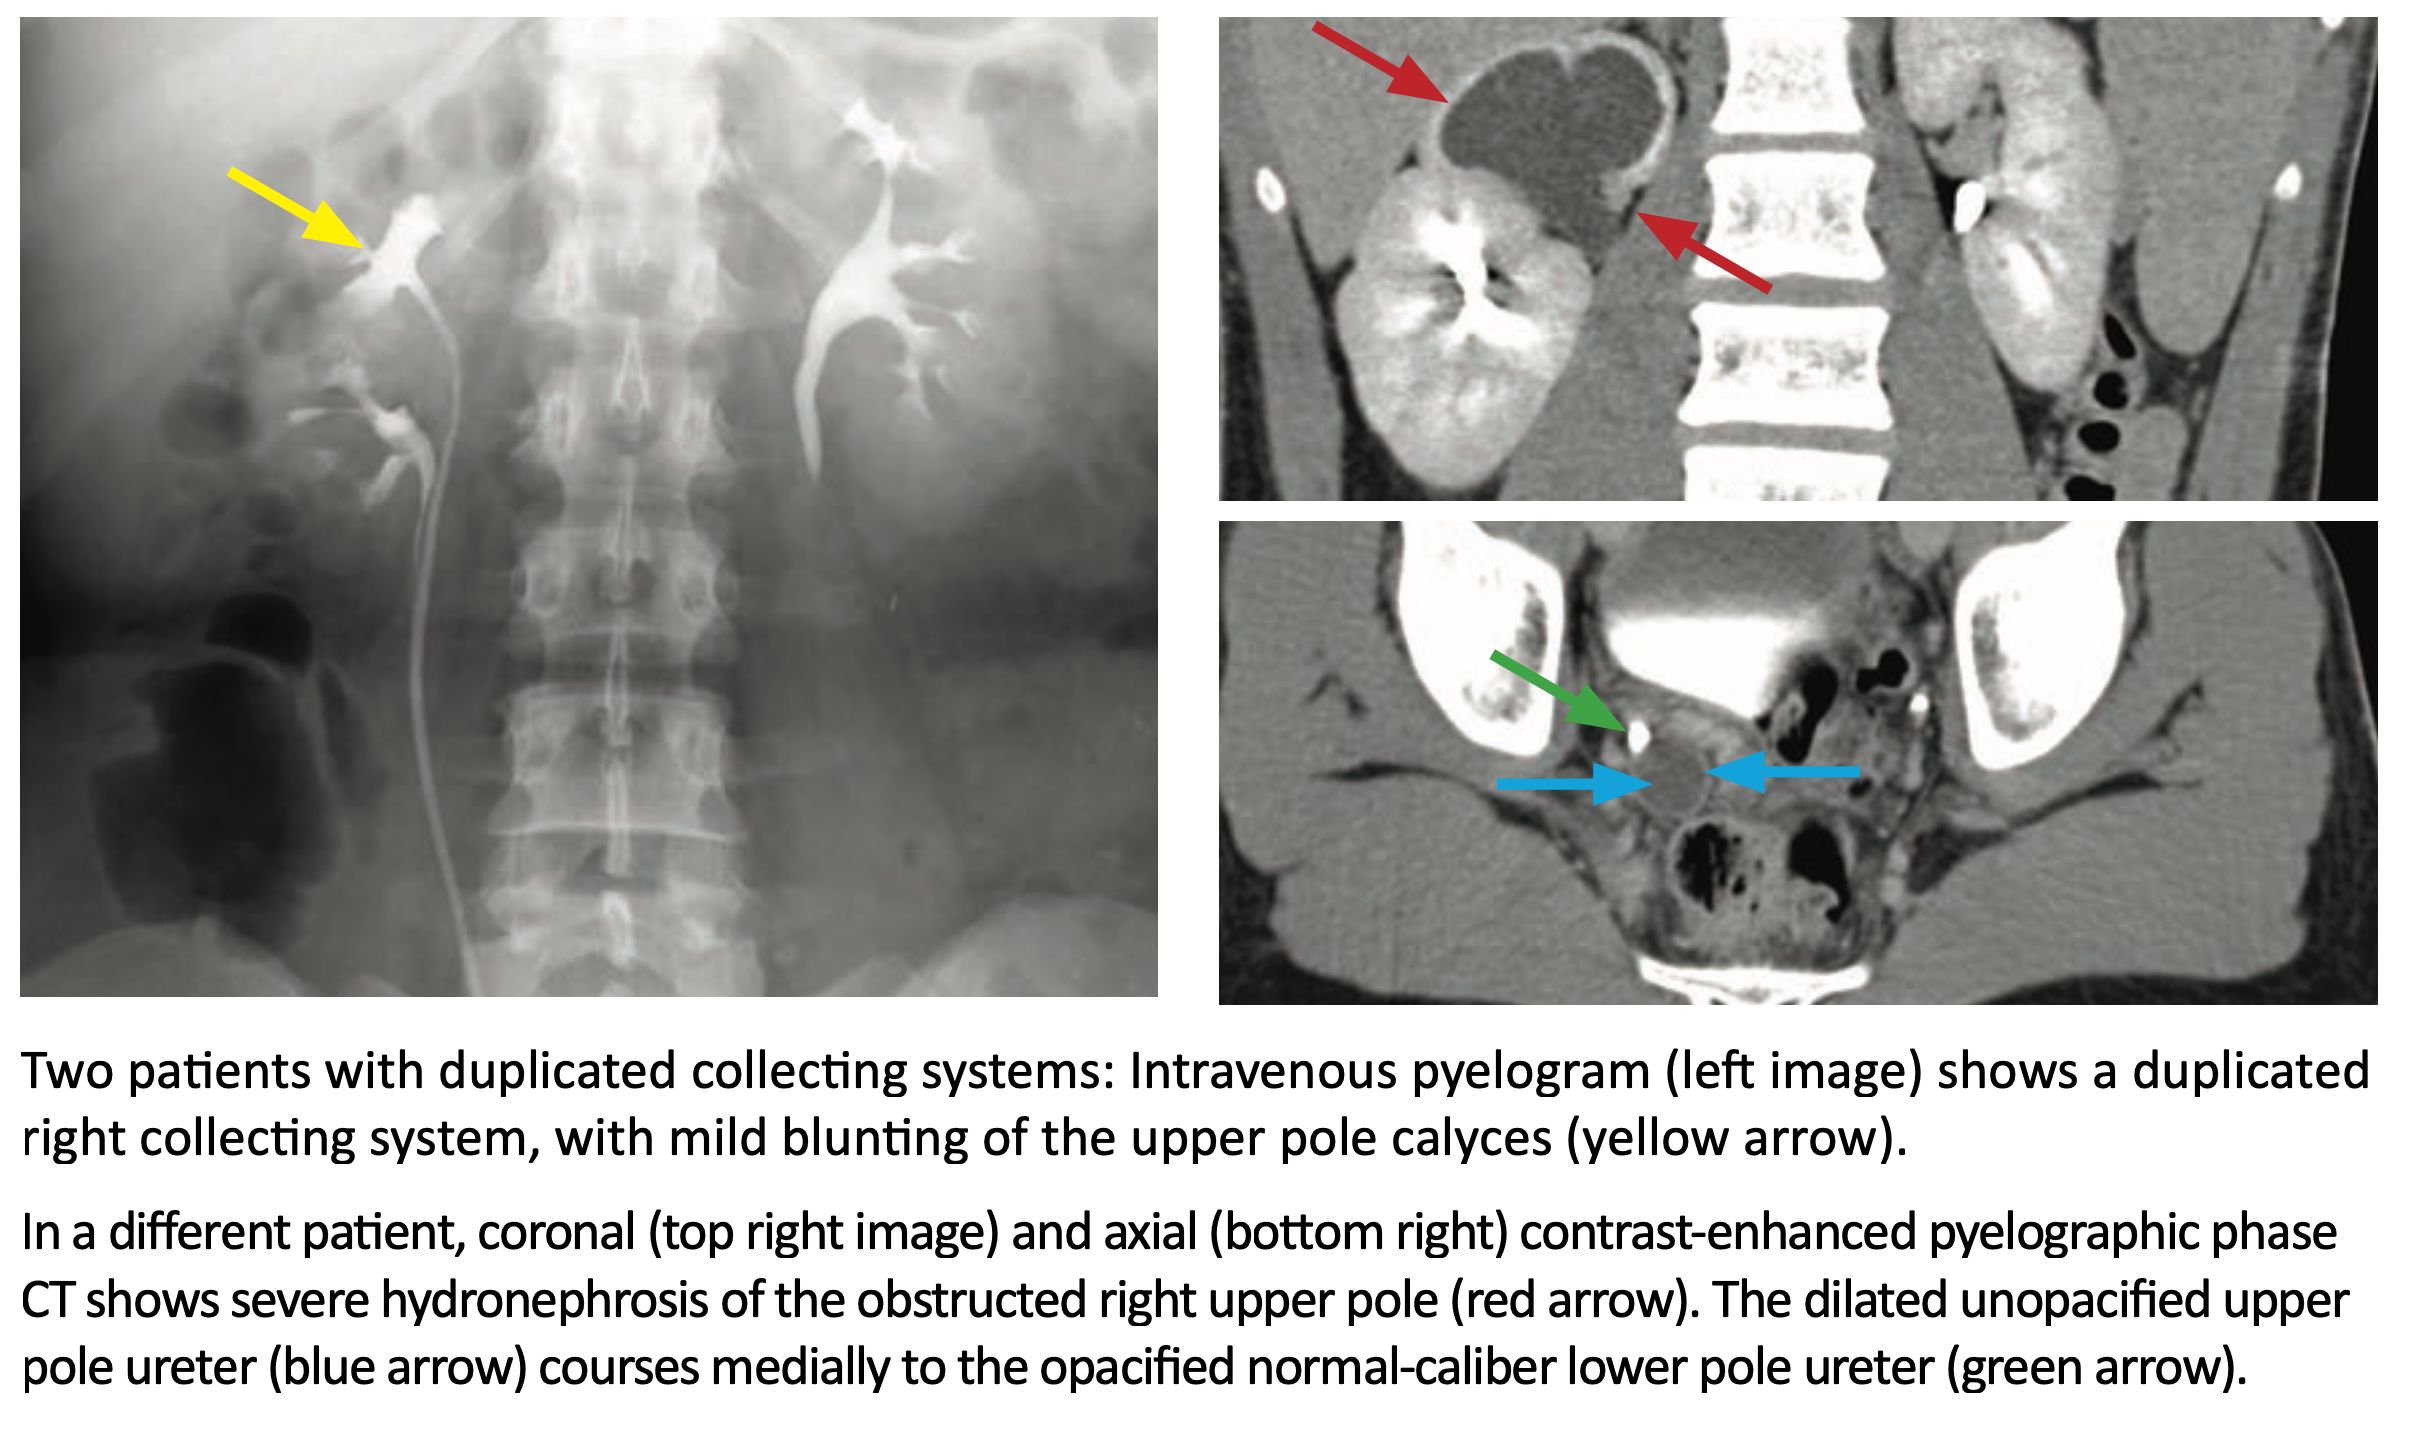 Two patients with duplicated collecting systems: Intravenous pyelogram (left image) shows a duplicated
right collecting system, with mild blunting of the upper pole calyces (yellow arrow).
In a different patient, coronal (top right image) and axial (bottom right) contrast-enhanced pyelographic phase
CT shows severe hydronephrosis of the obstructed right upper pole (red arrow). The dilated unopacified upper
pole ureter (blue arrow) courses medially to the opacified normal-caliber lower pole ureter (green arrow).